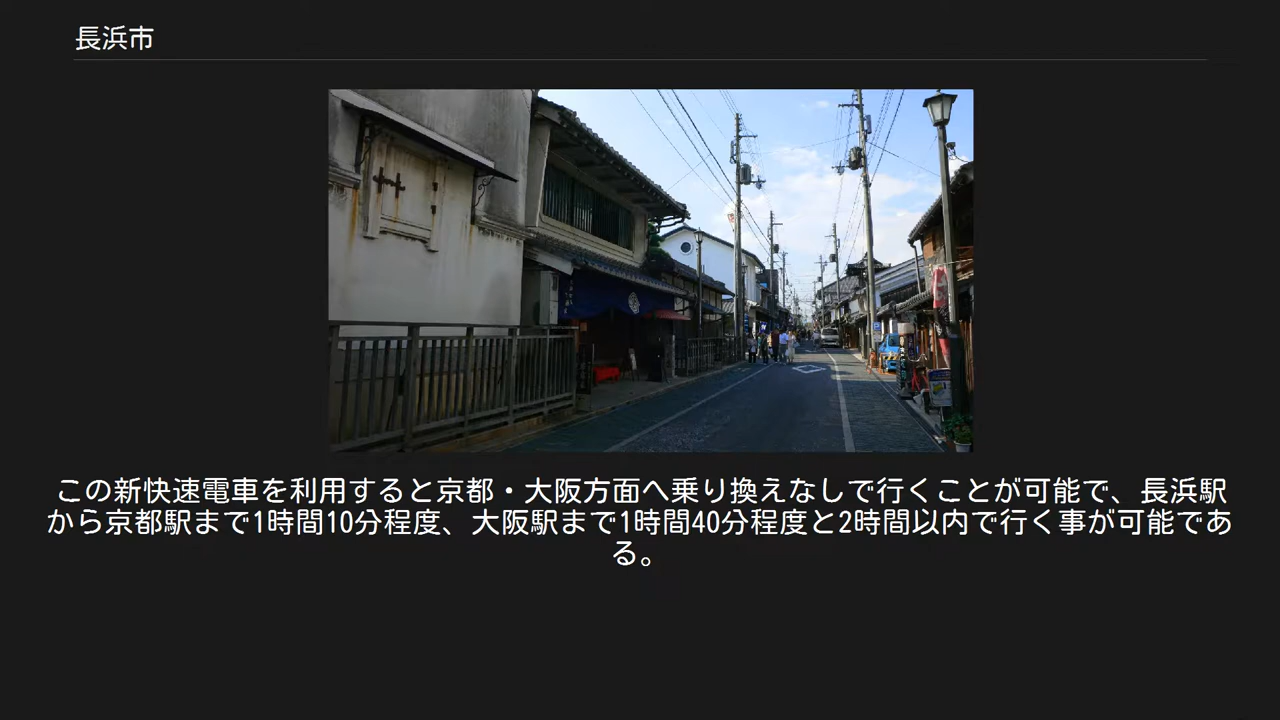 長浜市
この新快速電車を利用すると京都・大阪方面へ乗り換えなしで行くことが可能で、長浜駅
から京都駅まで1時間10分程度、大阪駅まで1時間40分程度と2時間以内で行く事が可能であ
る。